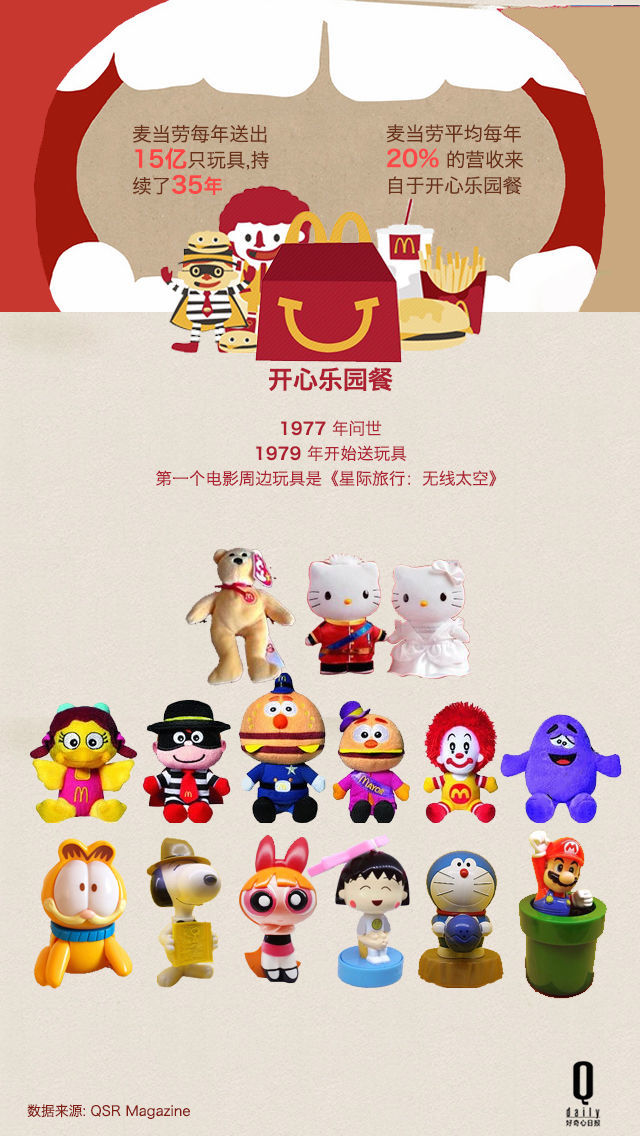 麦当劳每年送出
15亿只玩具,持
续了35年
麦当劳平均每年
20% 的营收来
自于开心乐园餐
开心乐园餐
1977 年问世
1979 年开始送玩具
第一个电影周边玩具是《星际旅行：无线太空》
MAYOR
数据来源: QSR Magazine
Q
daily
好奇心日报